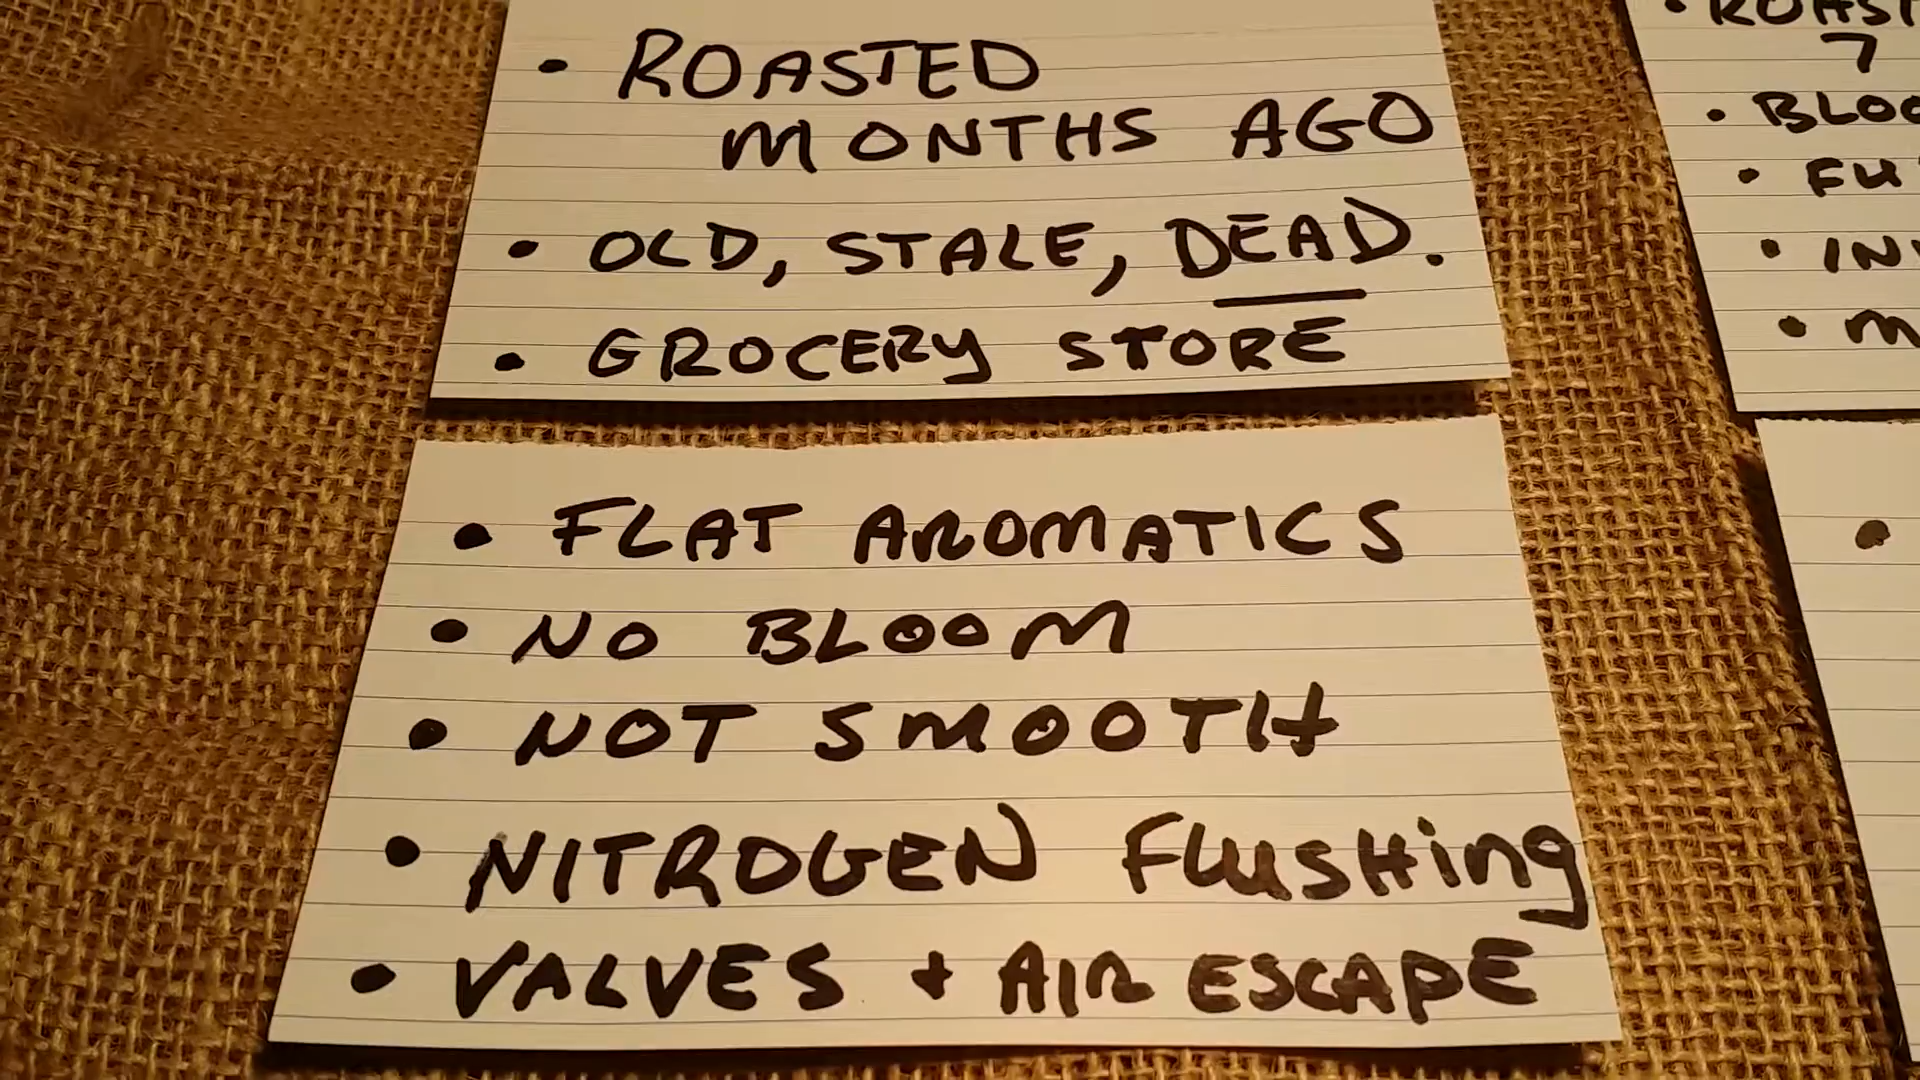 • ROASTED
MONTHS AGO
• OLD, STALE, DEAD.
• GROCERY STORE
• FLAT AROMATICS
• NO BLOOM
• NOT SMOOTH
• NITROGEN FlusHing
• VALVES + AIR ESCAPE
7